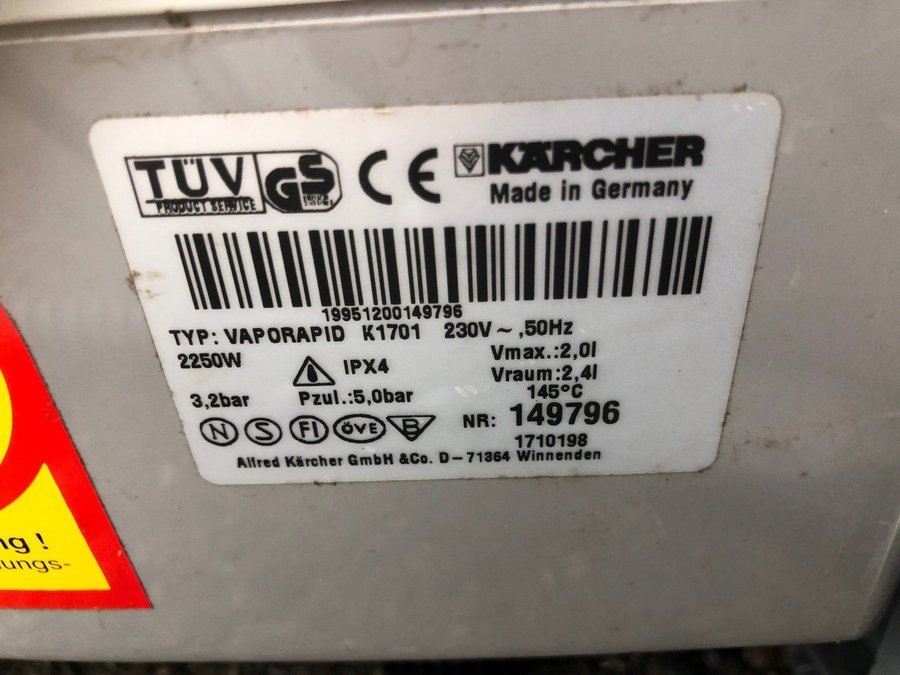 TÜV
PRODUCT SERVICE
GS
CE
KÄRCHER
Made in Germany
19951200149796
TYP: VAPORAPID K1701 230V~,50Hz
2250W
IPX4
Vmax.:2,0l
Vraum.:2,4l
3,2bar
Pzul.:5,0bar
145°C
N S FI ÖVE B
NR: 149796
1710198
Alfred Kärcher GmbH &Co. D-71364 Winnenden
ng!
ungs-